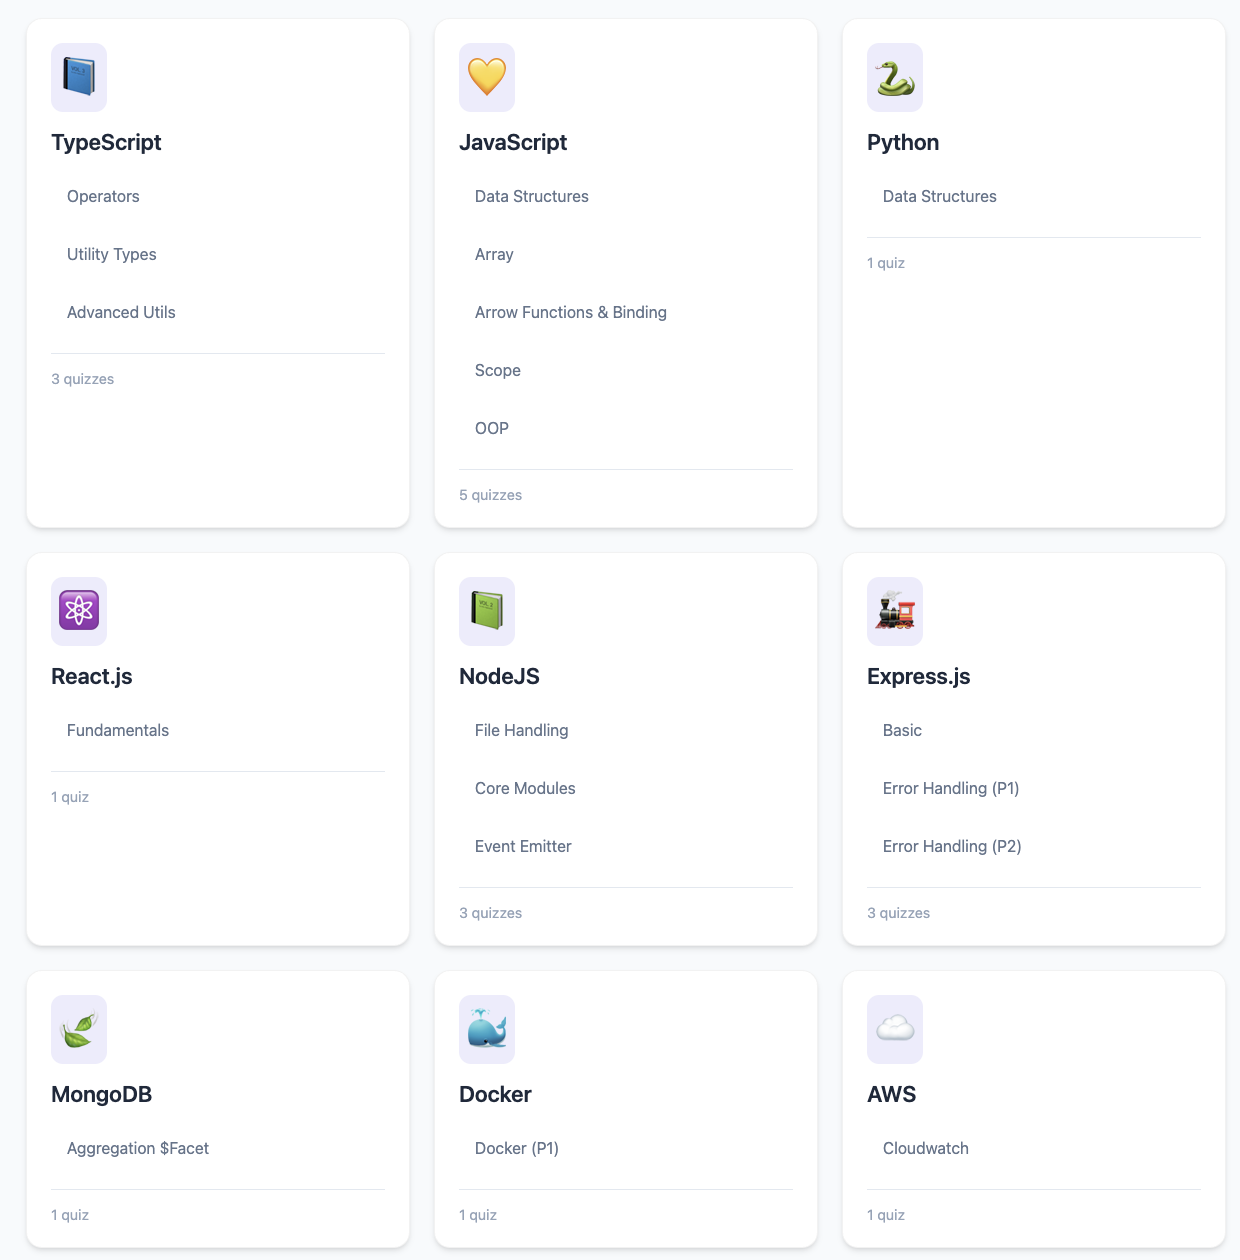 TypeScript
Operators
Utility Types
Advanced Utils
3 quizzes
JavaScript
Data Structures
Array
Arrow Functions & Binding
Scope
OOP
5 quizzes
Python
Data Structures
1 quiz
React.js
Fundamentals
1 quiz
NodeJS
File Handling
Core Modules
Event Emitter
3 quizzes
Express.js
Basic
Error Handling (P1)
Error Handling (P2)
3 quizzes
MongoDB
Aggregation $Facet
1 quiz
Docker
Docker (P1)
1 quiz
AWS
Cloudwatch
1 quiz